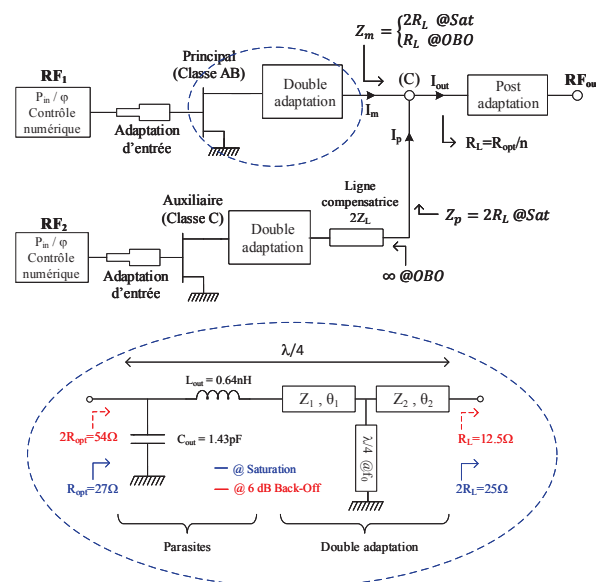 Z_m = {2R_L @Sat
R_L @OBO
Principal
(Classe AB)
RF₁
P_in / φ
Contrôle
numérique
Adaptation
d'entrée
Double
adaptation
I_m
(C)
I_out
Post
adaptation
RF_ou
R_L=R_opt/n
I_p
Auxiliaire
(Classe C)
Ligne
compensatrice
2Z_L
Z_p = 2R_L @Sat
RF₂
P_in / φ
Contrôle
numérique
Adaptation
d'entrée
Double
adaptation
∞ @OBO
λ/4
L_out = 0.64nH
Z₁ , θ₁
Z₂ , θ₂
2R_opt=54Ω
C_out = 1.43pF
λ/4 @f₀
R_L=12.5Ω
R_opt=27Ω
@ Saturation
@ 6 dB Back-Off
2R_L=25Ω
Parasites
Double adaptation